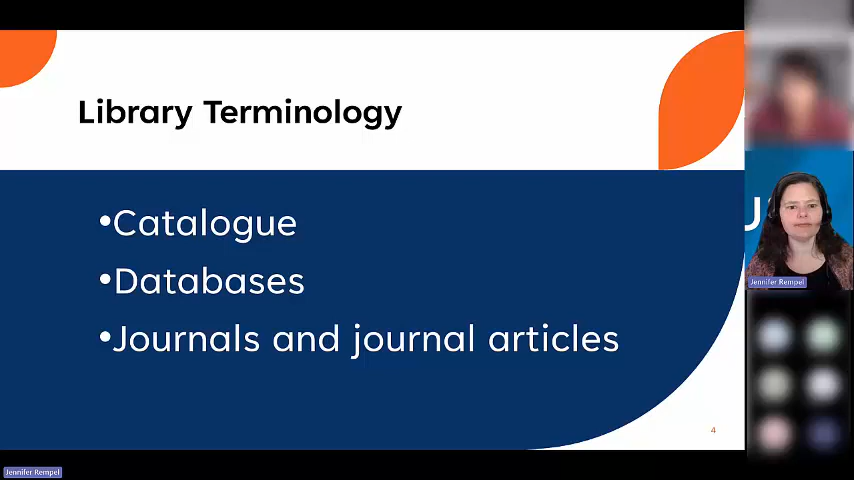 Library Terminology
•Catalogue
•Databases
•Journals and journal articles
4
Jennifer Rempel
Jennifer Rempel